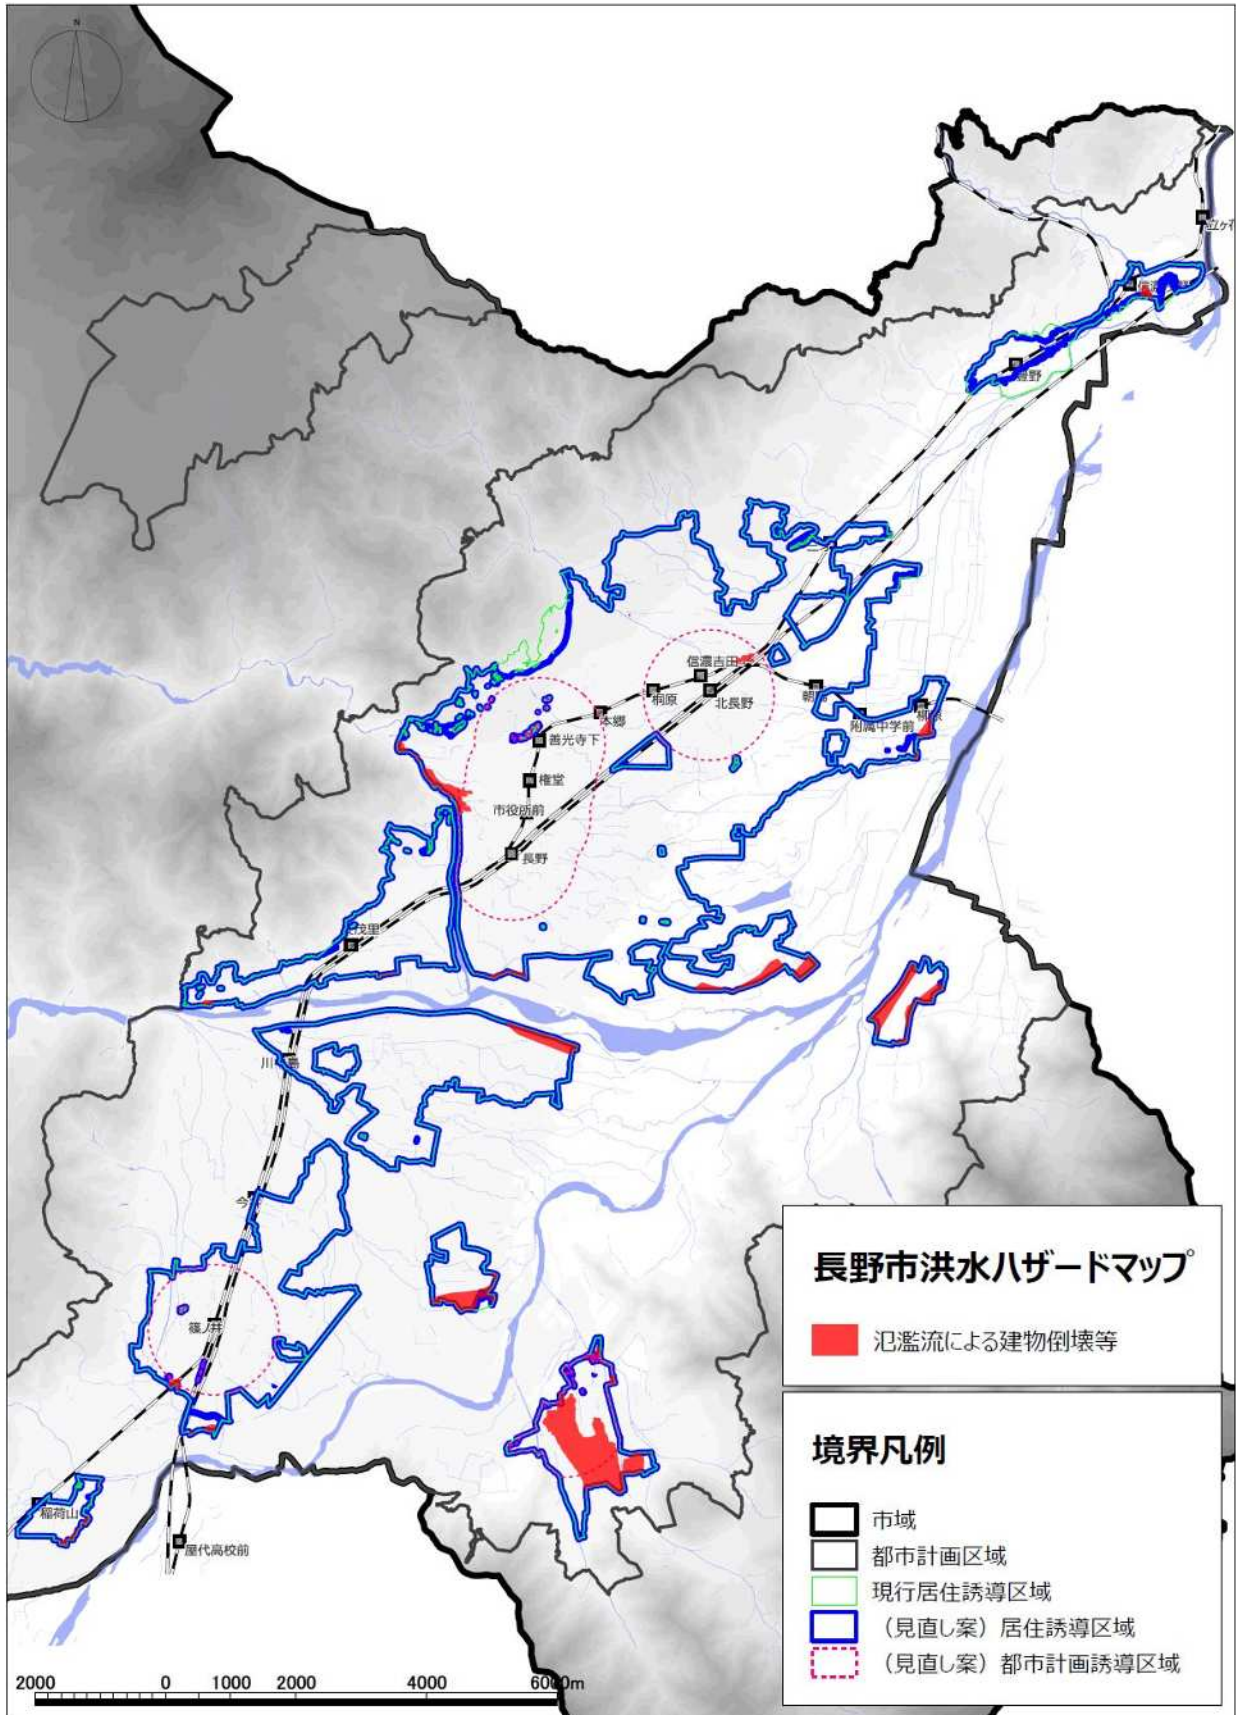 N
立ヶ花
豊野
信濃吉田
桐原
北長野
本郷
附属中学前
柳原
善光寺下
権堂
市役所前
長野
篠ノ井
稲荷山
屋代高校前
長野市洪水ハザードマップ
氾濫流による建物倒壊等
境界凡例
市域
都市計画区域
現行居住誘導区域
（見直し案）居住誘導区域
（見直し案）都市計画誘導区域
2000 0 1000 2000 4000 6000m